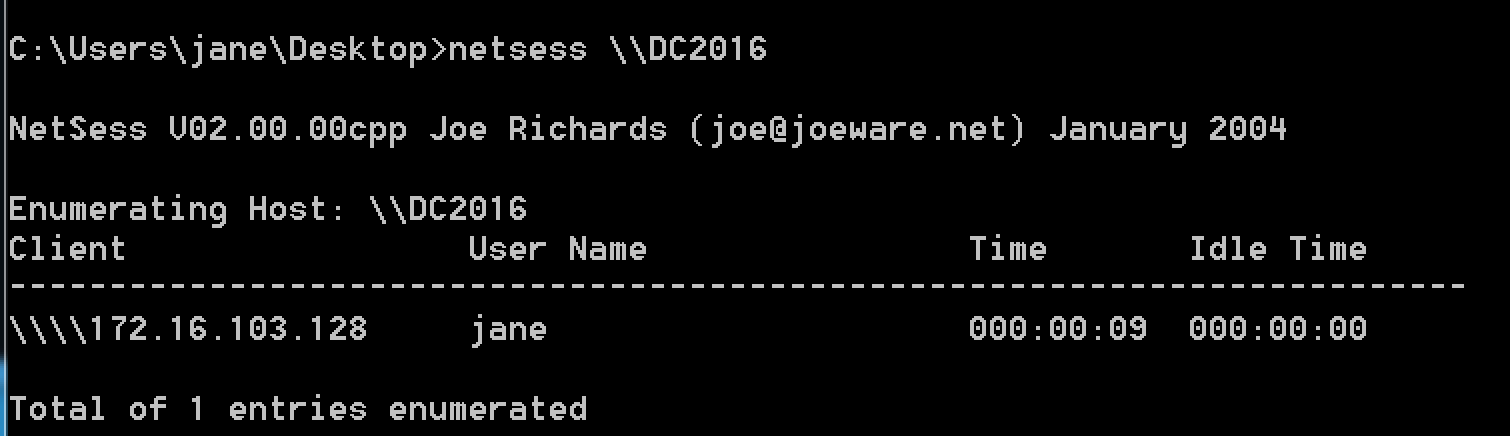 C:\Users\jane\Desktop>netsess \\DC2016
NetSess V02.00.00cpp Joe Richards (joe@joeware.net) January 2004
Enumerating Host: \\DC2016
Client User Name Time Idle Time
-------------------------------------------------------------------------
\\\\172.16.103.128 jane 000:00:09 000:00:00
Total of 1 entries enumerated